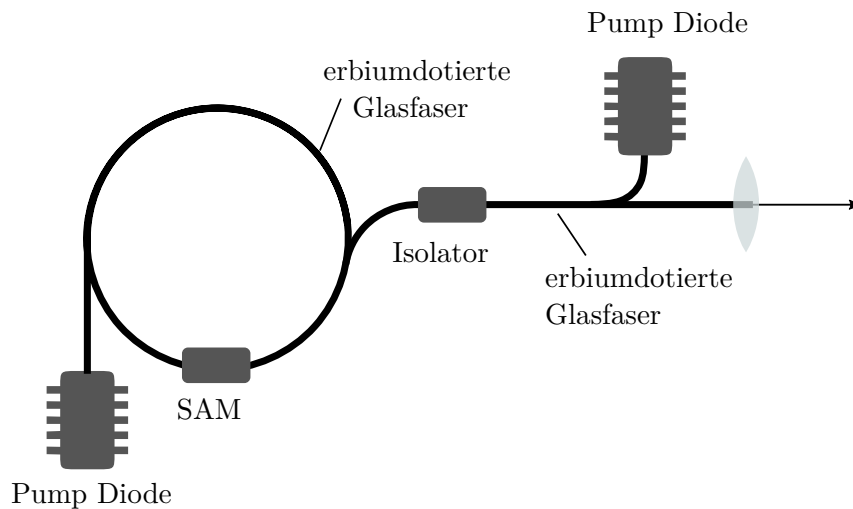 Pump Diode
erbiumdotierte
Glasfaser
Isolator
erbiumdotierte
Glasfaser
SAM
Pump Diode